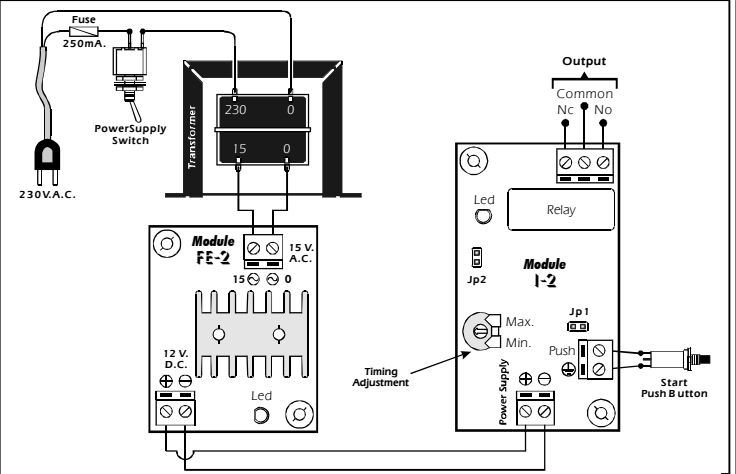 Fuse
250mA.
PowerSupply
Switch
230V.A.C.
Transformer
230
0
15
0
Module
FE-2
15 V.
A.C.
15
0
12 V.
D.C.
Led
Output
Common
Nc
No
Led
Relay
Jp2
Module
I-2
Jp1
Max.
Min.
Timing
Adjustment
Push
Power Supply
Start
Push Button